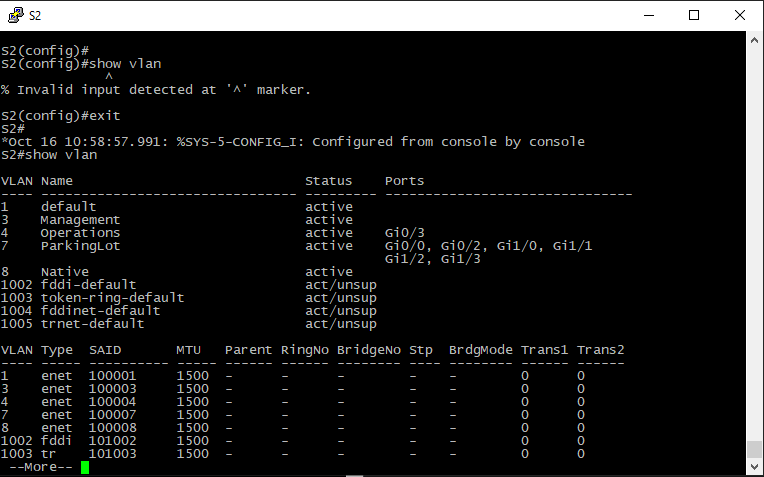 S2
S2(config)#
S2(config)#show vlan
             ^
% Invalid input detected at '^' marker.
S2(config)#exit
S2#
*Oct 16 10:58:57.991: %SYS-5-CONFIG_I: Configured from console by console
S2#show vlan
VLAN Name                             Status    Ports
---- -------------------------------- --------- -------------------------------
1    default                          active
3    Management                       active
4    Operations                       active    Gi0/3
7    ParkingLot                       active    Gi0/0, Gi0/2, Gi1/0, Gi1/1
                                                Gi1/2, Gi1/3
8    Native                           active
1002 fddi-default                     act/unsup
1003 token-ring-default               act/unsup
1004 fddinet-default                  act/unsup
1005 trnet-default                    act/unsup
VLAN Type  SAID       MTU   Parent RingNo BridgeNo Stp  BrdgMode Trans1 Trans2
---- ----- ---------- ----- ------ ------ -------- ---- -------- ------ ------
1    enet  100001     1500  -      -      -        -    -        0      0
3    enet  100003     1500  -      -      -        -    -        0      0
4    enet  100004     1500  -      -      -        -    -        0      0
7    enet  100007     1500  -      -      -        -    -        0      0
8    enet  100008     1500  -      -      -        -    -        0      0
1002 fddi  101002     1500  -      -      -        -    -        0      0
1003 tr    101003     1500  -      -      -        -    -        0      0
 --More--